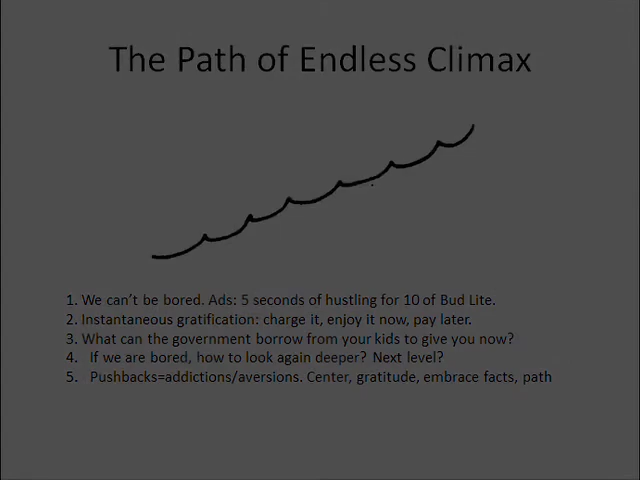 The Path of Endless Climax
1. We can't be bored. Ads: 5 seconds of hustling for 10 of Bud Lite.
2. Instantaneous gratification: charge it, enjoy it now, pay later.
3. What can the government borrow from your kids to give you now?
4. If we are bored, how to look again deeper? Next level?
5. Pushbacks=addictions/aversions. Center, gratitude, embrace facts, path